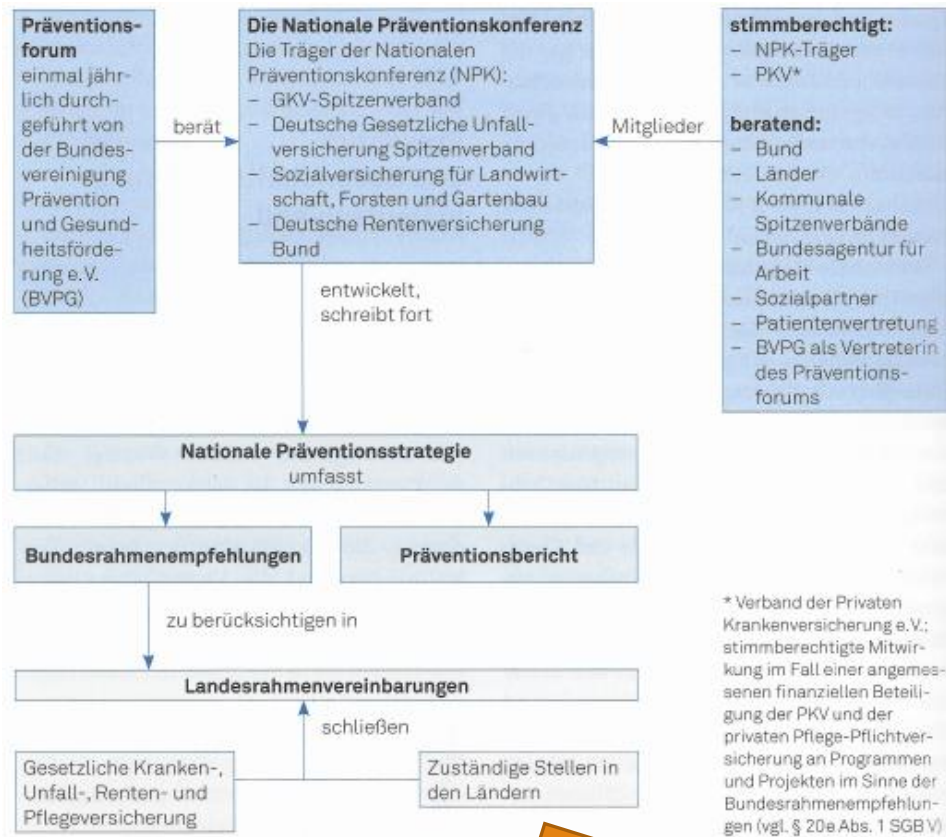 Präventions-
forum
einmal jähr-
lich durch-
geführt von
der Bundes-
vereinigung
Prävention
und Gesund-
heitsförde-
rung e.V.
(BVPG)
berät
Die Nationale Präventionskonferenz
Die Träger der Nationalen
Präventionskonferenz (NPK):
– GKV-Spitzenverband
– Deutsche Gesetzliche Unfall-
versicherung Spitzenverband
– Sozialversicherung für Landwirt-
schaft, Forsten und Gartenbau
– Deutsche Rentenversicherung
Bund
Mitglieder
stimmberechtigt:
– NPK-Träger
– PKV*
beratend:
– Bund
– Länder
– Kommunale
Spitzenverbände
– Bundesagentur für
Arbeit
– Sozialpartner
– Patientenvertretung
– BVPG als Vertreterin
des Präventions-
forums
entwickelt,
schreibt fort
Nationale Präventionsstrategie
umfasst
Bundesrahmenempfehlungen
Präventionsbericht
zu berücksichtigen in
Landesrahmenvereinbarungen
schließen
Gesetzliche Kranken-,
Unfall-, Renten- und
Pflegeversicherung
Zuständige Stellen in
den Ländern
* Verband der Privaten
Krankenversicherung e.V.;
stimmberechtigte Mitwir-
kung im Fall einer angemes-
senen finanziellen Beteili-
gung der PKV und der
privaten Pflege-Pflichtver-
sicherung an Programmen
und Projekten im Sinne der
Bundesrahmenempfehlun-
gen (vgl. § 20e Abs. 1 SGB V)